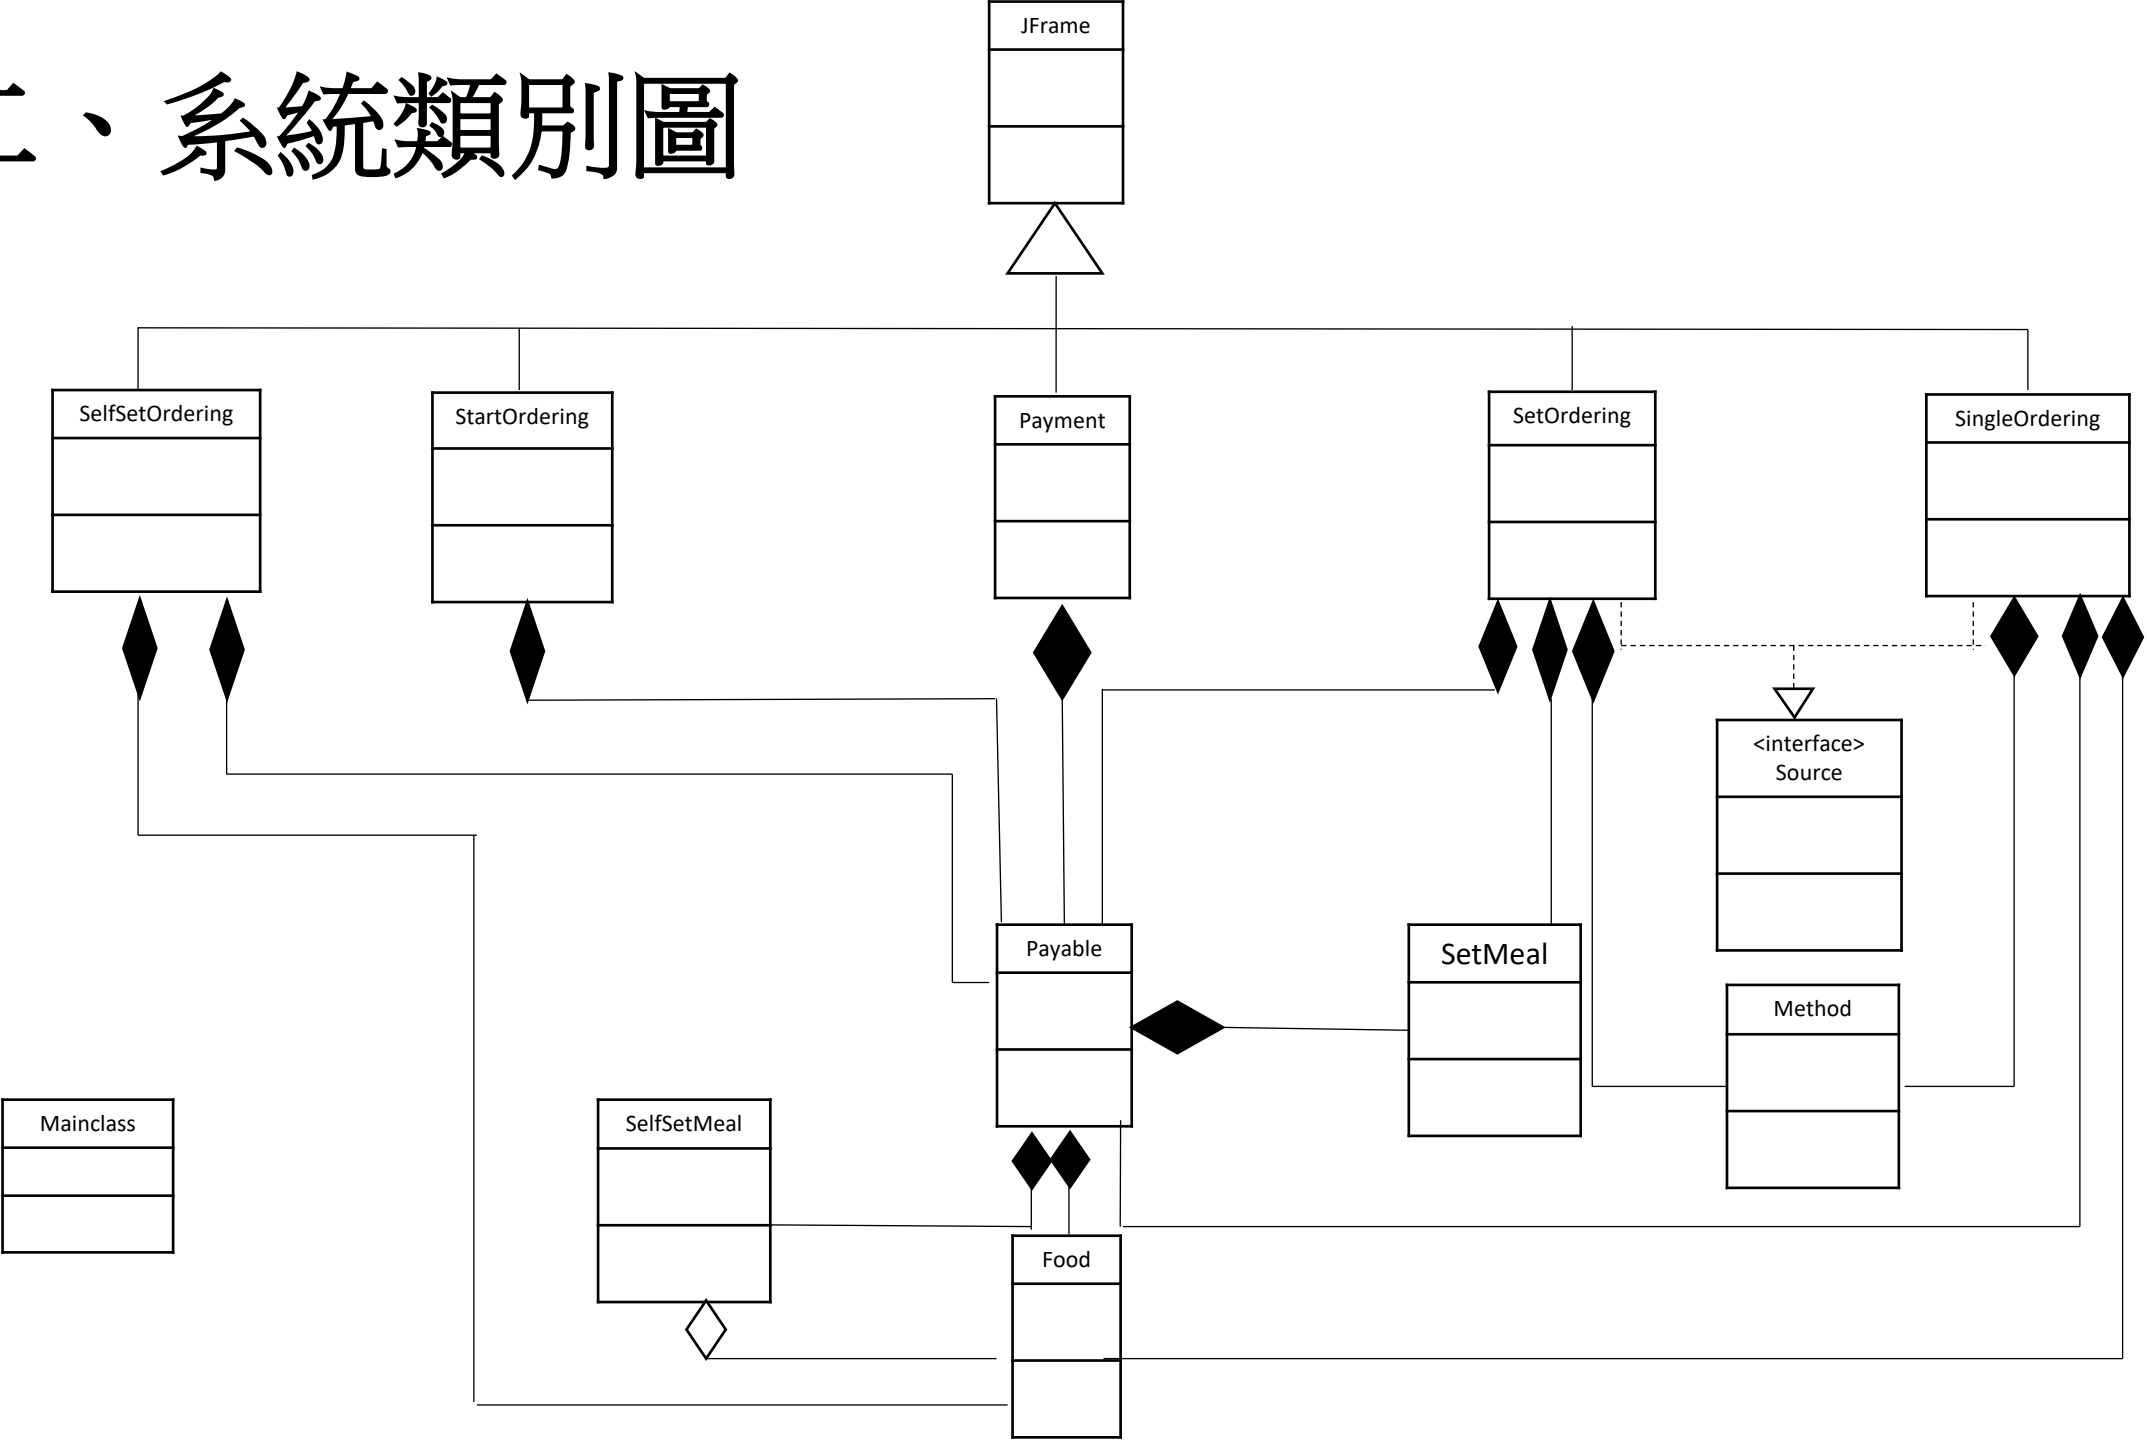 JFrame
、系統類別圖
SelfSetOrdering
StartOrdering
Payment
SetOrdering
SingleOrdering
<interface>
Source
Payable
SetMeal
Method
Mainclass
SelfSetMeal
Food